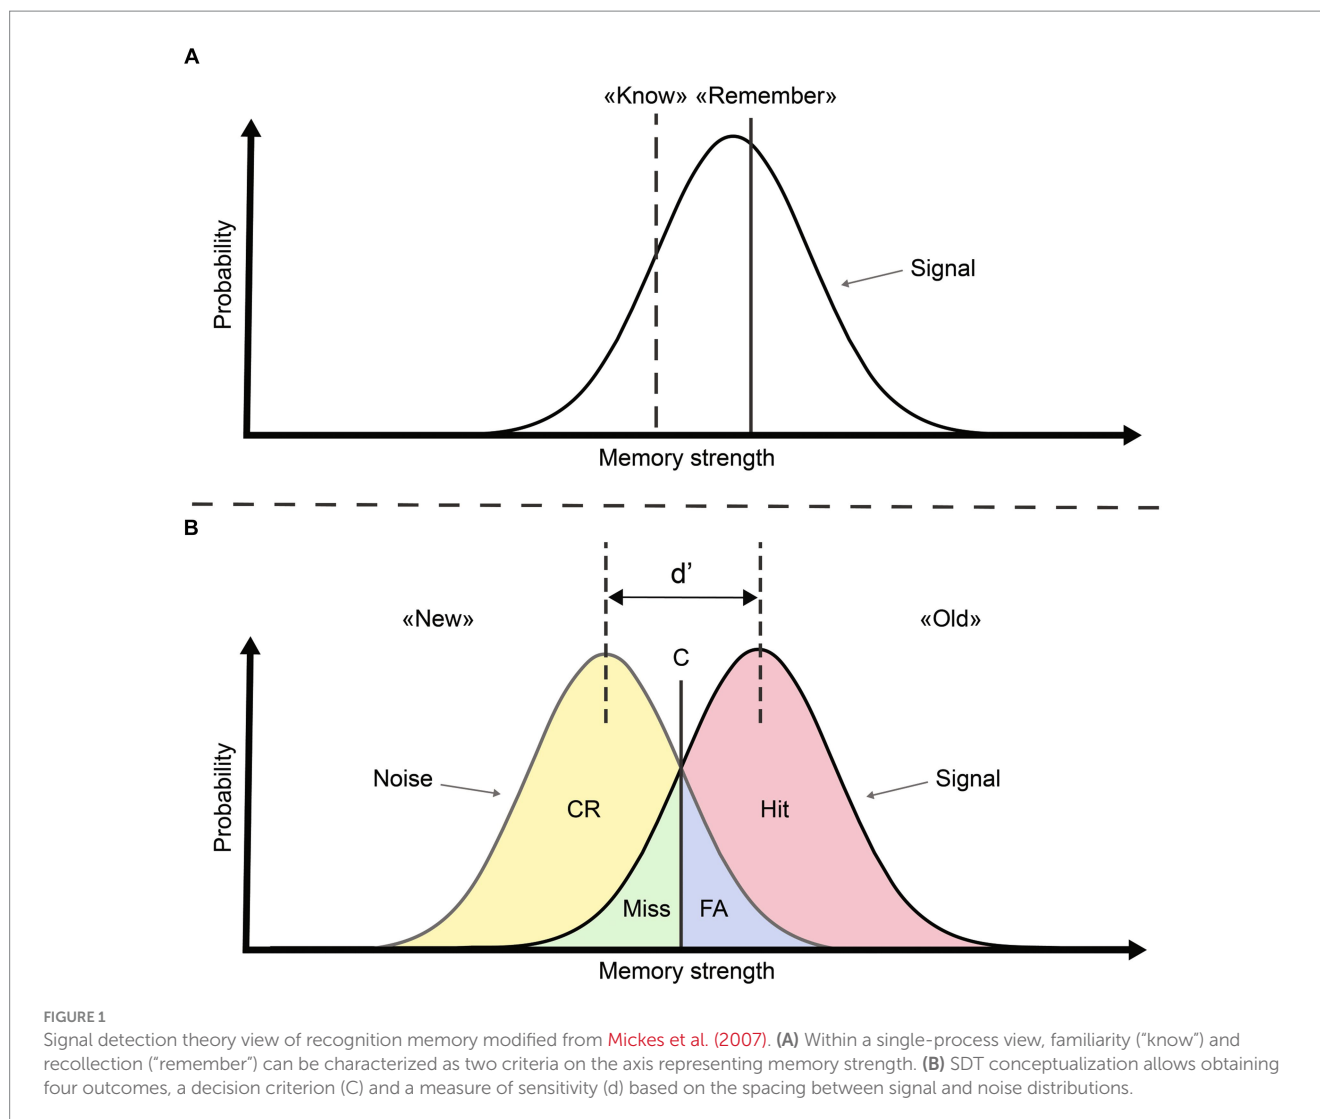 A
«Know» «Remember»
Probability
Signal
Memory strength
B
d’
«New»
«Old»
C
Noise
Signal
Probability
CR
Hit
Miss
FA
Memory strength
FIGURE 1
Signal detection theory view of recognition memory modified from Mickes et al. (2007). (A) Within a single-process view, familiarity (“know”) and
recollection (“remember”) can be characterized as two criteria on the axis representing memory strength. (B) SDT conceptualization allows obtaining
four outcomes, a decision criterion (C) and a measure of sensitivity (d) based on the spacing between signal and noise distributions.